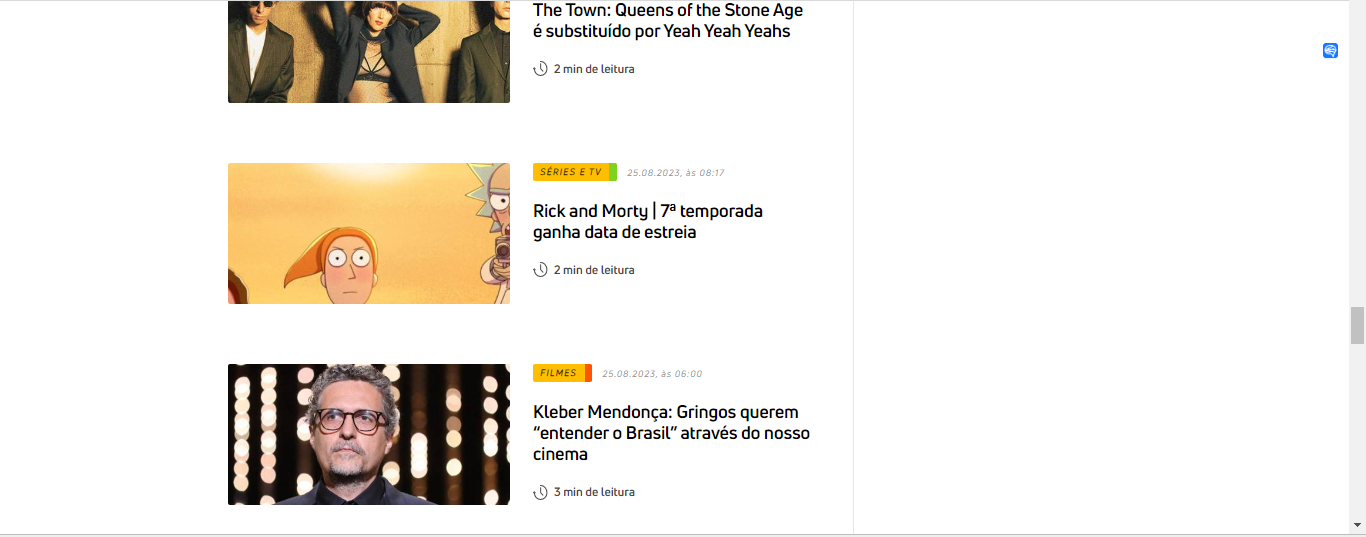 The Town: Queens of the Stone Age
é substituído por Yeah Yeah Yeahs
2 min de leitura
SÉRIES E TV
25.08.2023, às 08:17
Rick and Morty | 7ª temporada
ganha data de estreia
2 min de leitura
FILMES
25.08.2023, às 06:00
Kleber Mendonça: Gringos querem
“entender o Brasil” através do nosso
cinema
3 min de leitura